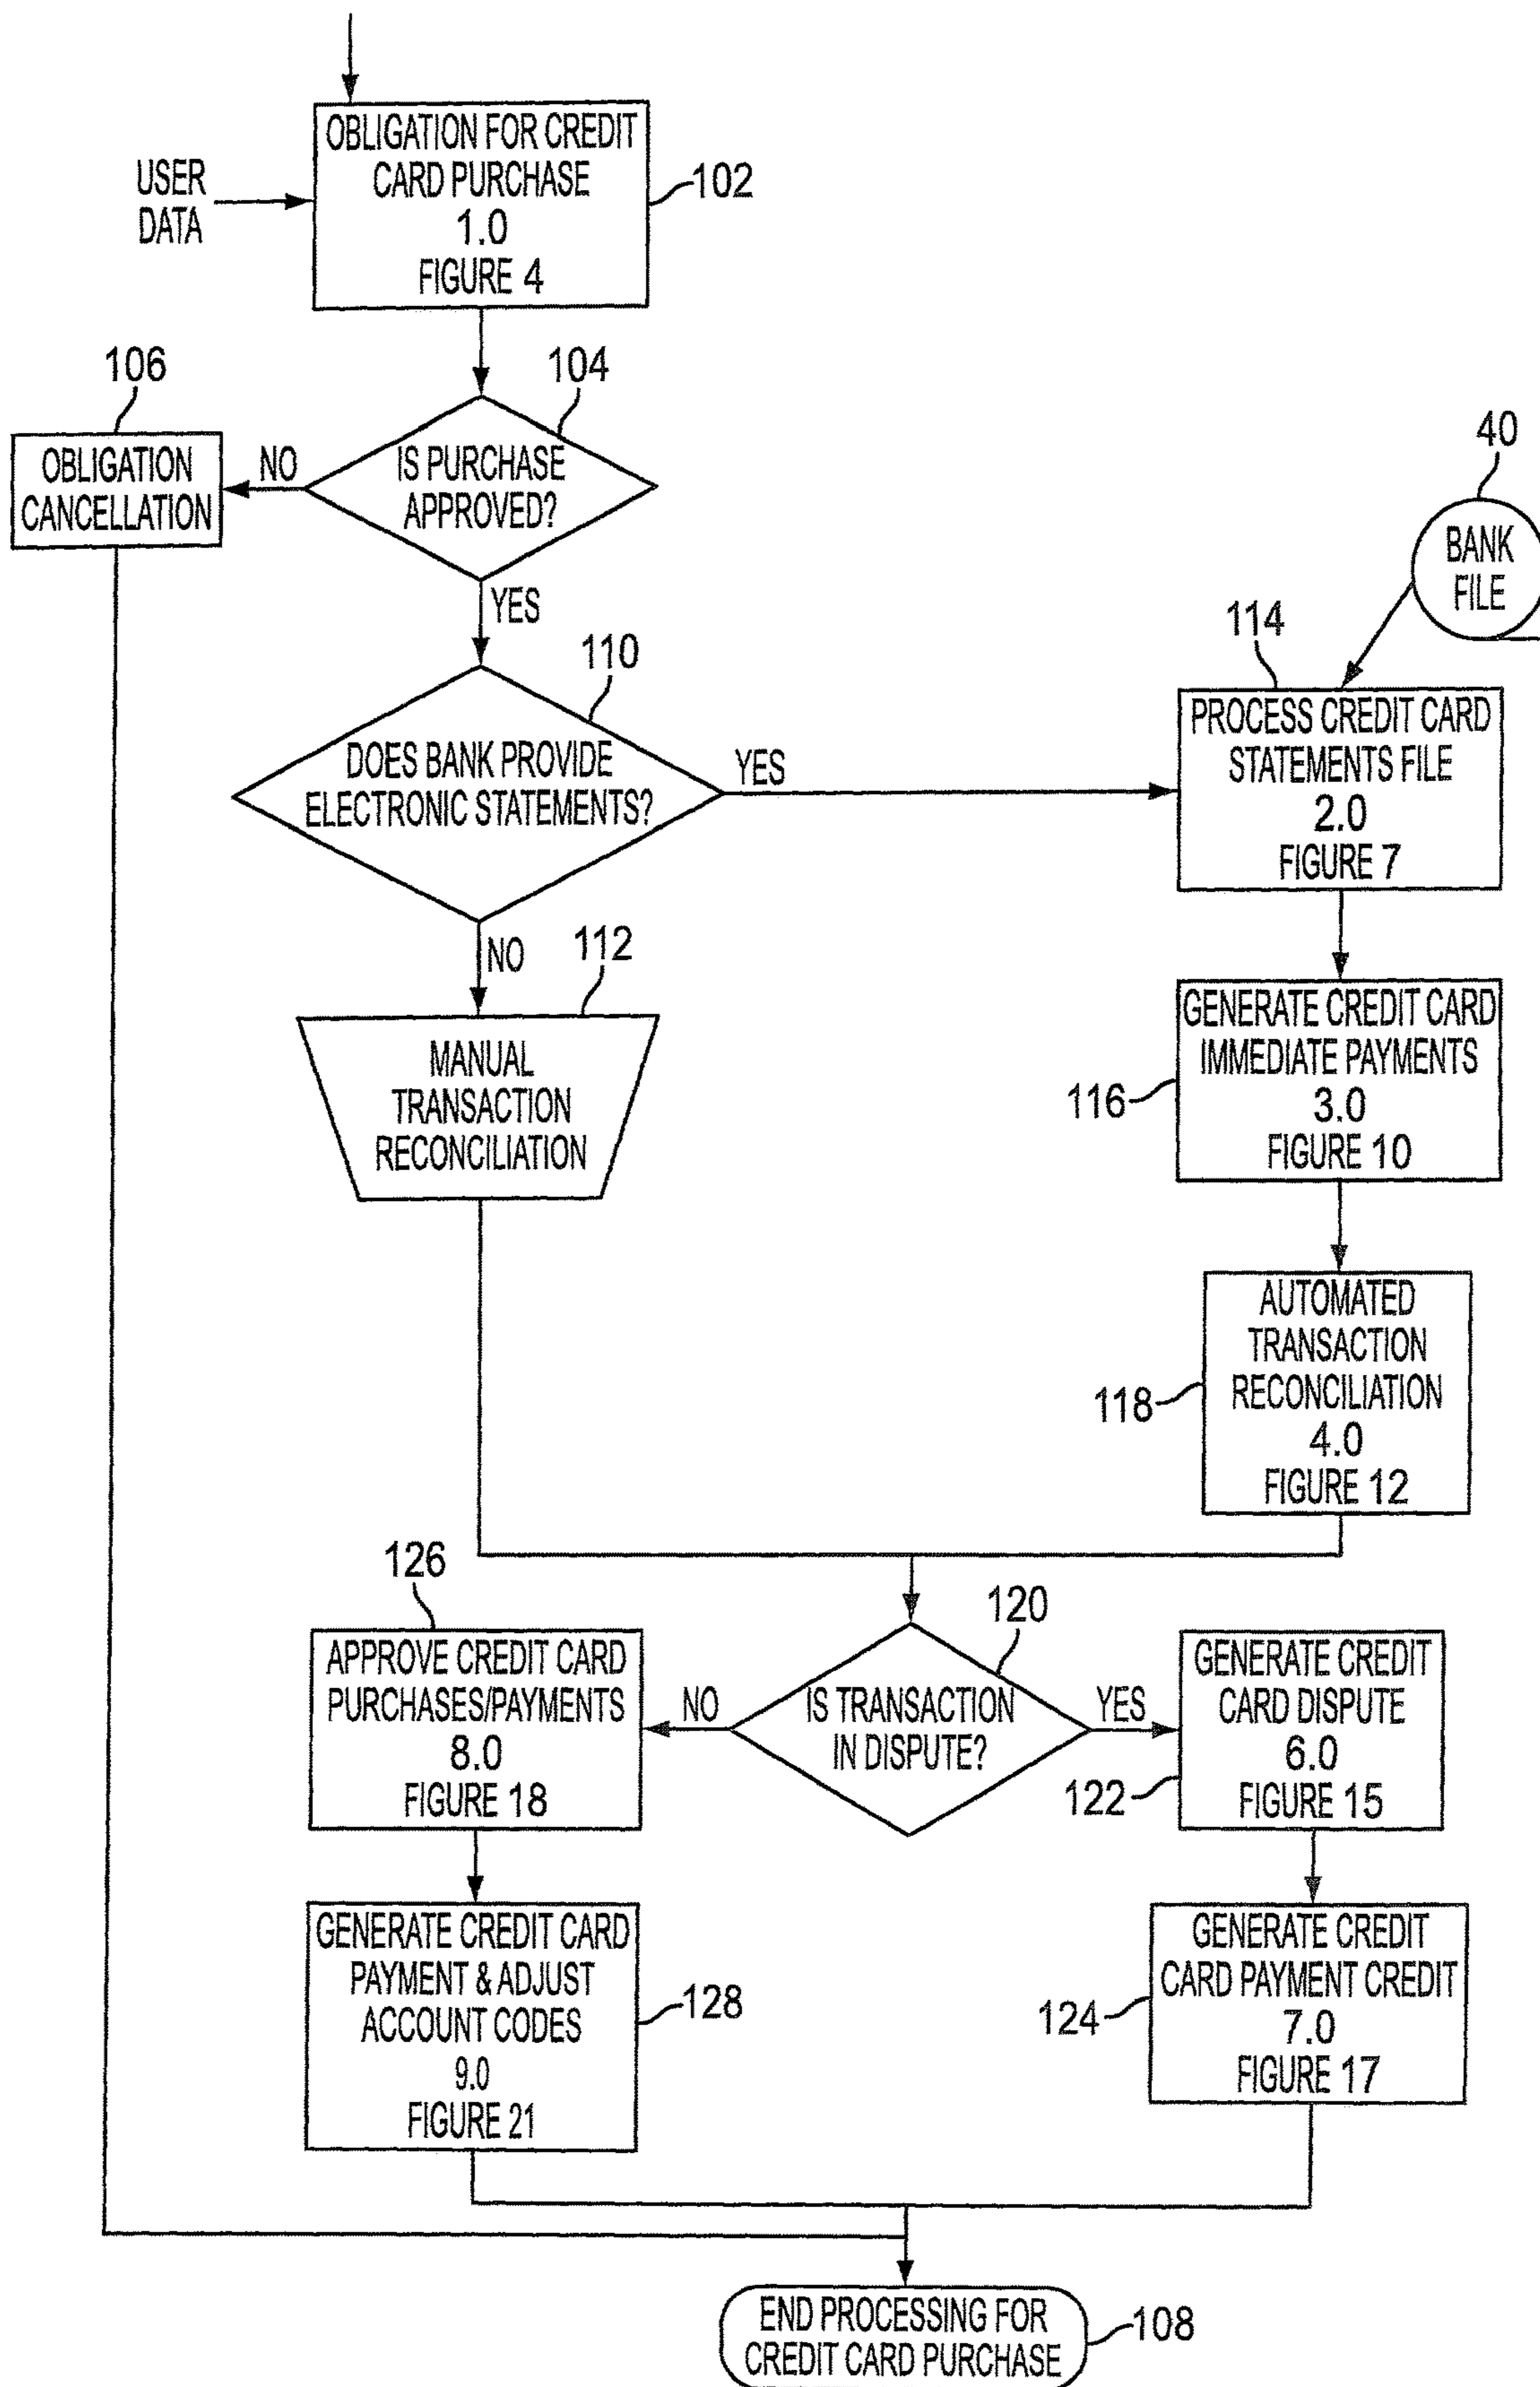 OBLIGATION FOR CREDIT
CARD PURCHASE
1.0
FIGURE 4
102
USER
DATA
106
104
OBLIGATION
CANCELLATION
NO
IS PURCHASE
APPROVED?
YES
40
BANK
FILE
110
114
DOES BANK PROVIDE
ELECTRONIC STATEMENTS?
YES
PROCESS CREDIT CARD
STATEMENTS FILE
2.0
FIGURE 7
NO
112
MANUAL
TRANSACTION
RECONCILIATION
GENERATE CREDIT CARD
IMMEDIATE PAYMENTS
3.0
FIGURE 10
116
AUTOMATED
TRANSACTION
RECONCILIATION
4.0
FIGURE 12
118
126
120
APPROVE CREDIT CARD
PURCHASES/PAYMENTS
8.0
FIGURE 18
NO
IS TRANSACTION
IN DISPUTE?
YES
GENERATE CREDIT
CARD DISPUTE
6.0
FIGURE 15
122
GENERATE CREDIT CARD
PAYMENT & ADJUST
ACCOUNT CODES
9.0
FIGURE 21
128
GENERATE CREDIT
CARD PAYMENT CREDIT
7.0
FIGURE 17
124
END PROCESSING FOR
CREDIT CARD PURCHASE
108